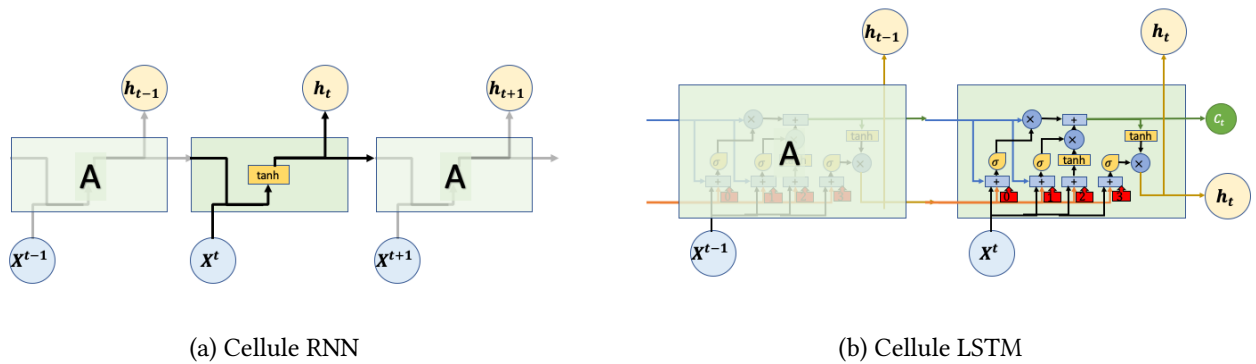 h_{t-1}
h_t
h_{t+1}
A
tanh
A
X^{t-1}
X^t
X^{t+1}
(a) Cellule RNN
h_{t-1}
h_t
A
× + tanh
× σ σ tanh σ ×
+ + + +
0 1 2 3
C_t
h_t
X^{t-1}
X^t
(b) Cellule LSTM